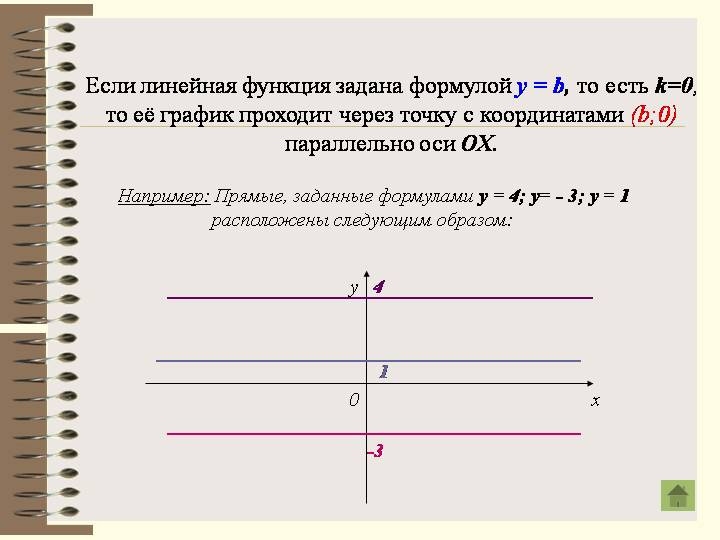 Если линейная функция задана формулой y = b, то есть k=0,
то её график проходит через точку с координатами (b;0)
параллельно оси OX.
Например: Прямые, заданные формулами y = 4; y= - 3; y = 1
расположены следующим образом:
y 4
1
0 x
-3